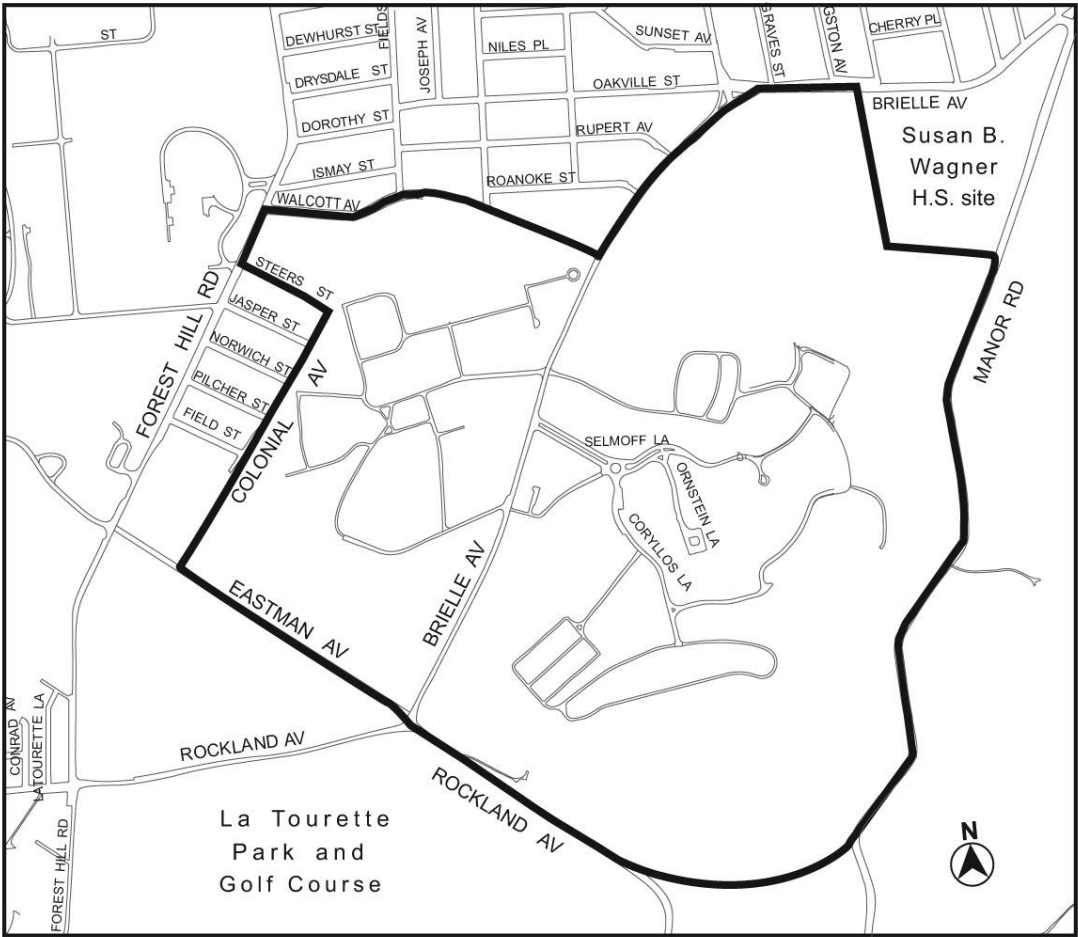 ST
DEWHURST ST
FIELDS
JOSEPH AV
NILES PL
SUNSET AV
GRAVES ST
GSTON AV
CHERRY PL
DRYSDALE ST
OAKVILLE ST
BRIELLE AV
DOROTHY ST
RUPERT AV
Susan B.
Wagner
H.S. site
ISMAY ST
ROANOKE ST
WALCOTT AV
STEERS ST
FOREST HILL RD
JASPER ST
MANOR RD
NORWICH ST
PILCHER ST
FIELD ST
COLONIAL AV
SELMOFF LA
ORNSTEIN LA
CORYLLOS LA
BRIELLE AV
EASTMAN AV
CONRAD AV
LATOURETTE LA
ROCKLAND AV
ROCKLAND AV
La Tourette
Park and
Golf Course
FOREST HILL RD
N